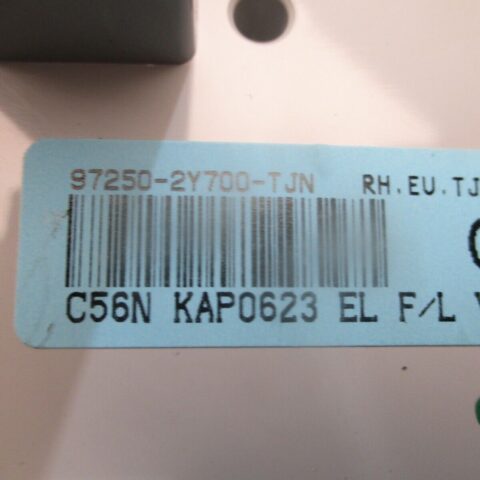 97250-2Y700-TJN RH.EU.TJ
C56N KAP0623 EL F/L